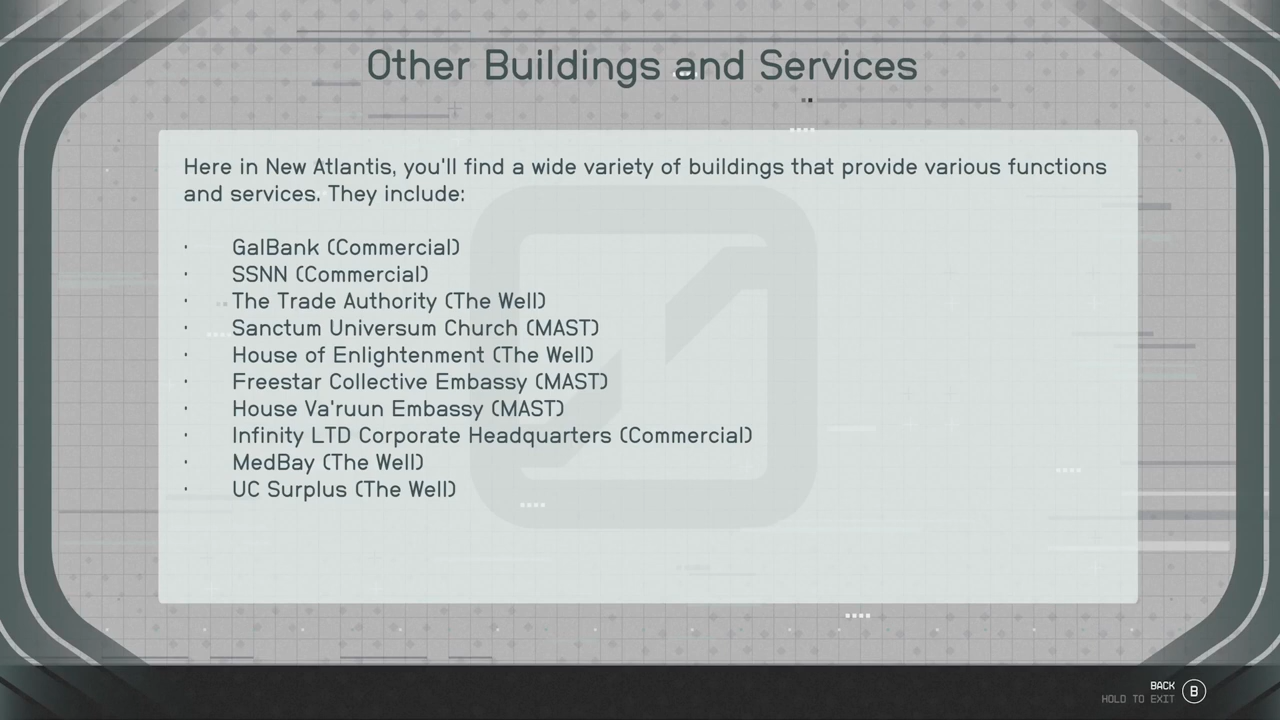 Other Buildings and Services
Here in New Atlantis, you'll find a wide variety of buildings that provide various functions
and services. They include:
· GalBank (Commercial)
· SSNN (Commercial)
· The Trade Authority (The Well)
· Sanctum Universum Church (MAST)
· House of Enlightenment (The Well)
· Freestar Collective Embassy (MAST)
· House Va'ruun Embassy (MAST)
· Infinity LTD Corporate Headquarters (Commercial)
· MedBay (The Well)
· UC Surplus (The Well)
BACK
HOLD TO EXIT B